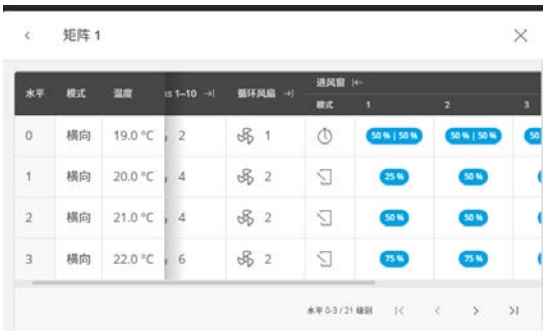 矩阵 1
水平 模式 温度 1–10 循环风扇 进风窗
模式 1 2 3
0 横向 19.0 °C 2 1 50 % | 50 % 50 % | 50 % 50
1 横向 20.0 °C 4 2 25 % 50 %
2 横向 21.0 °C 4 2 50 % 50 %
3 横向 22.0 °C 6 2 75 % 75 %
水平 0-3 / 21 级别